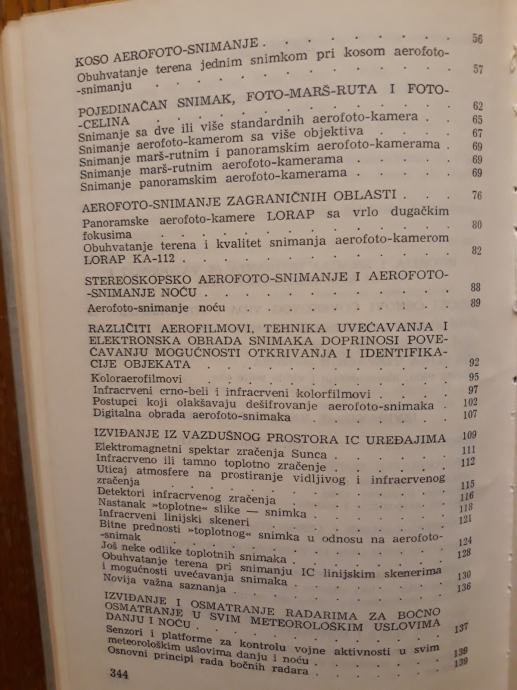 KOSO AEROFOTO-SNIMANJE . . . . . . . . 56
Obuhvatanje terena jednim snimkom pri kosom aerofoto-
-snimanju . . . . . . . . . . . 57
POJEDINAČAN SNIMAK, FOTO-MARŠ-RUTA I FOTO-
-CELINA . . . . . . . . . . . 62
Snimanje sa dve ili više standardnih aerofoto-kamera . . 65
Snimanje aerofoto-kamerom sa više objektiva . . . 67
Snimanje marš-rutnim i panoramskim aerofoto-kamerama . 69
Snimanje marš-rutnim aerofoto-kamerama . . . . 69
Snimanje panoramskim aerofoto-kamerama . . . . 69
AEROFOTO-SNIMANJE ZAGRANIČNIH OBLASTI . . . 76
Panoramske aerofoto-kamere LORAP sa vrlo dugačkim
fokusima . . . . . . . . . . . 80
Obuhvatanje terena i kvalitet snimanja aerofoto-kamerom
LORAP KA-112 . . . . . . . . . . 82
STEREOSKOPSKO AEROFOTO-SNIMANJE I AEROFOTO-
-SNIMANJE NOĆU . . . . . . . . . 88
Aerofoto-snimanje noću . . . . . . . . 89
RAZLIČITI AEROFILMOVI, TEHNIKA UVEĆAVANJA I
ELEKTRONSKA OBRADA SNIMAKA DOPRINOSI POVE-
ĆAVANJU MOGUĆNOSTI OTKRIVANJA I IDENTIFIKA-
CIJE OBJEKATA . . . . . . . . . 92
Koloraerofilmovi . . . . . . . . . 95
Infracrveni crno-beli i infracrveni kolorfilmovi . . . 97
Postupci koji olakšavaju dešifrovanje aerofoto-snimaka . 102
Digitalna obrada aerofoto-snimaka . . . . . 107
IZVIĐANJE IZ VAZDUŠNOG PROSTORA IC UREĐAJIMA 109
Elektromagnetni spektar zračenja Sunca . . . . 111
Infracrveno ili tamno toplotno zračenje . . . . 112
Uticaj atmosfere na prostiranje vidljivog i infracrvenog
zračenja . . . . . . . . . . . 115
Detektori infracrvenog zračenja . . . . . . 116
Nastanak »toplotne« slike — snimka . . . . . 118
Infracrveni linijski skeneri . . . . . . . 121
Bitne prednosti »toplotnog« snimka u odnosu na aerofoto-
-snimak . . . . . . . . . . . 124
Još neke odlike toplotnih snimaka . . . . . 128
Obuhvatanje terena pri snimanju IC linijskim skenerima
i mogućnosti uvećavanja snimaka . . . . . 130
Novija važna saznanja . . . . . . . . 136
IZVIĐANJE I OSMATRANJE RADARIMA ZA BOČNO
OSMATRANJE U SVIM METEOROLOŠKIM USLOVIMA
DANJU I NOĆU . . . . . . . . . 137
Senzori i platforme za kontrolu vojne aktivnosti u svim
meteorološkim uslovima danju i noću . . . . 139
Osnovni principi rada bočnih radara . . . . . 139
344